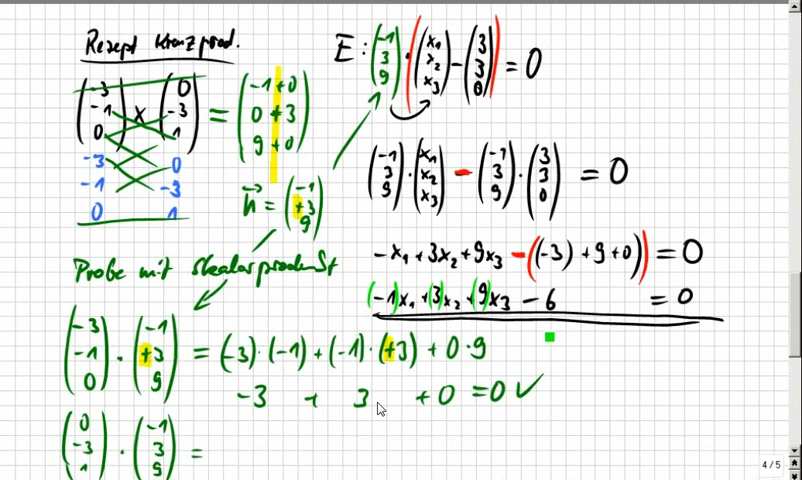 Rezept Kreuzprod.
(-3 -1 0) x (0 -3 1) = (-1+0 0+3 9+0)
-3 0
-1 -3
0 1
n⃗ = (-1 +3 9)
E: (-1 3 9) · ((x₁ x₂ x₃) - (3 3 0)) = 0
(-1 3 9) · (x₁ x₂ x₃) - (-1 3 9) · (3 3 0) = 0
-x₁ + 3x₂ + 9x₃ - ((-3) + 9 + 0) = 0
(-1)x₁ + (3)x₂ + (9)x₃ - 6 = 0
Probe mit Skalarprodukt
(-3 -1 0) · (-1 +3 9) = (-3)·(-1) + (-1)·(+3) + 0·9
-3 + 3 + 0 = 0 ✓
(0 -3 1) · (-1 3 9) =
4 / 5